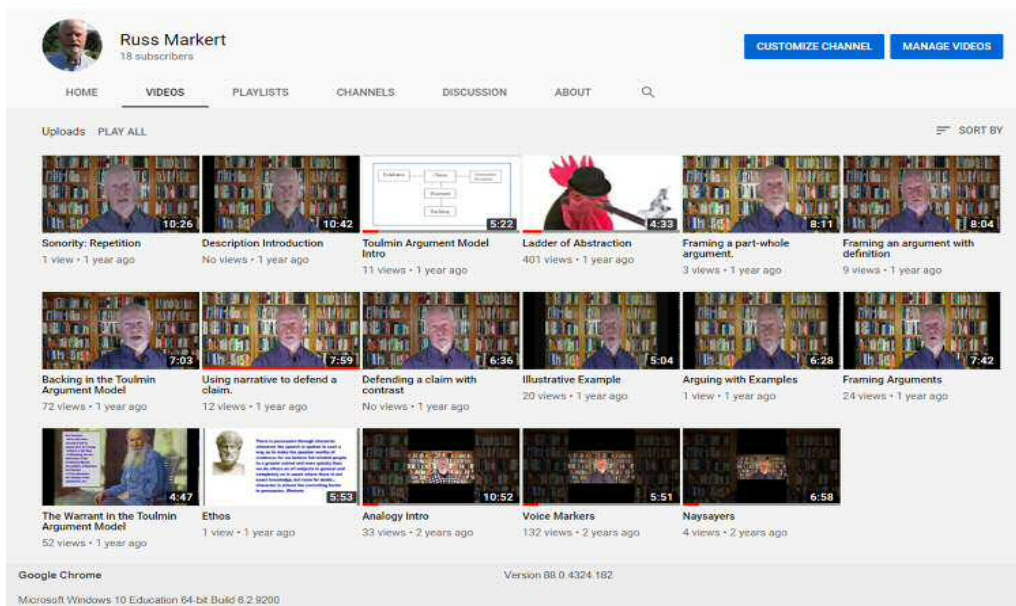 Russ Markert
18 subscribers
CUSTOMIZE CHANNEL
MANAGE VIDEOS
HOME
VIDEOS
PLAYLISTS
CHANNELS
DISCUSSION
ABOUT
Uploads
PLAY ALL
SORT BY
10:26
10:42
5:22
4:33
8:11
8:04
Sonority: Repetition
1 view • 1 year ago
Description Introduction
No views • 1 year ago
Toulmin Argument Model
Intro
11 views • 1 year ago
Ladder of Abstraction
401 views • 1 year ago
Framing a part-whole
argument.
3 views • 1 year ago
Framing an argument with
definition
9 views • 1 year ago
7:03
7:59
6:36
5:04
6:28
7:42
Backing in the Toulmin
Argument Model
72 views • 1 year ago
Using narrative to defend a
claim.
12 views • 1 year ago
Defending a claim with
contrast
No views • 1 year ago
Illustrative Example
20 views • 1 year ago
Arguing with Examples
1 view • 1 year ago
Framing Arguments
24 views • 1 year ago
4:47
5:53
10:52
5:51
6:58
The Warrant in the Toulmin
Argument Model
52 views • 1 year ago
Ethos
1 view • 1 year ago
Analogy Intro
33 views • 2 years ago
Voice Markers
132 views • 2 years ago
Naysayers
4 views • 2 years ago
Google Chrome
Version 88.0.4324.182
Microsoft Windows 10 Education 64-bit Build 6.2.9200